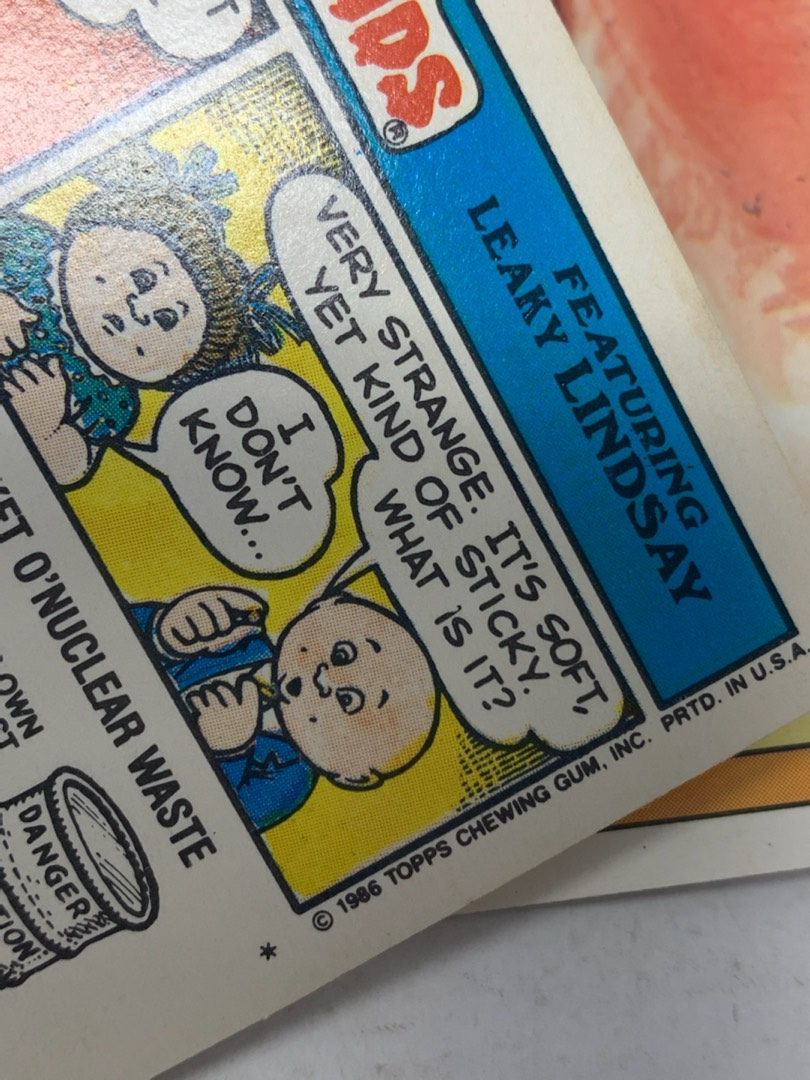 ®
FEATURING
LEAKY LINDSAY
VERY STRANGE. IT'S SOFT,
YET KIND OF STICKY.
WHAT IS IT?
I
DON'T
KNOW...
O'NUCLEAR WASTE
DANGER
© 1986 TOPPS CHEWING GUM, INC. PRTD. IN U.S.A.
*